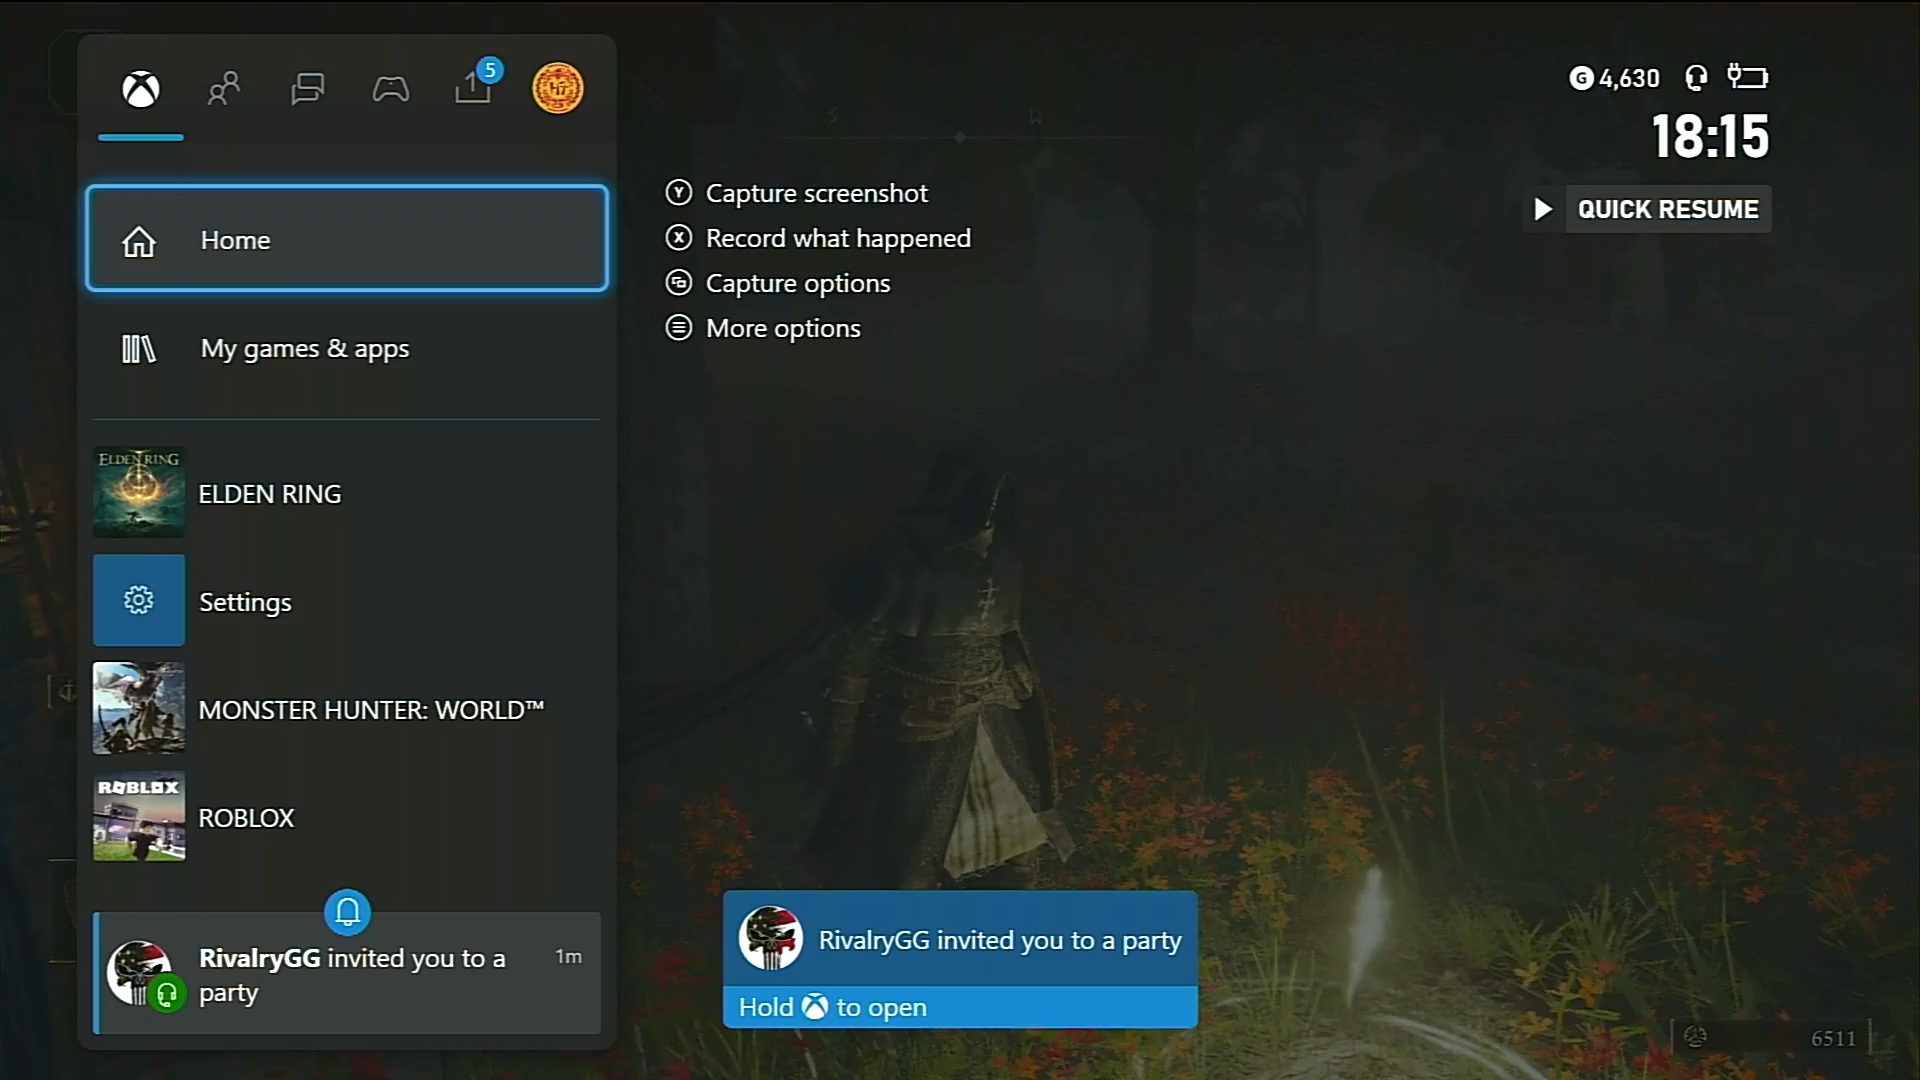 5
4,630
18:15
QUICK RESUME
S
W
Home
My games & apps
Y Capture screenshot
X Record what happened
Capture options
More options
ELDEN RING
ELDEN RING
Settings
MONSTER HUNTER: WORLD™
ROBLOX
ROBLOX
RivalryGG invited you to a
party
1m
RivalryGG invited you to a party
Hold to open
6511